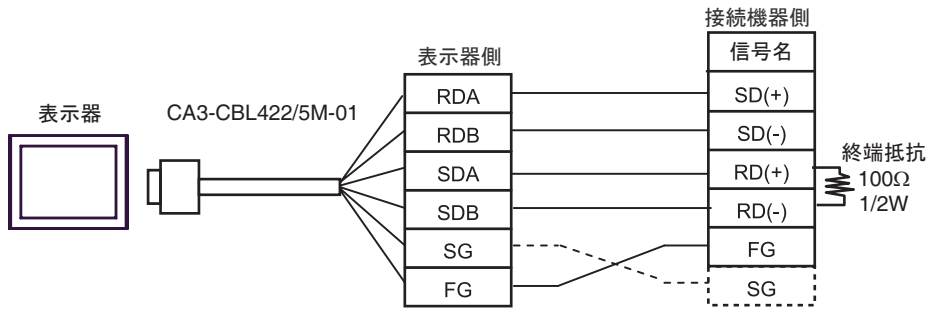 接続機器側
信号名
表示器側
表示器
CA3-CBL422/5M-01
RDA
SD(+)
RDB
SD(-)
SDA
RD(+)
終端抵抗
100Ω
1/2W
SDB
RD(-)
SG
FG
FG
SG